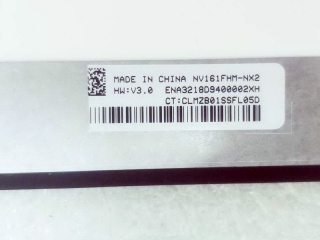 MADE IN CHINA NV161FHM-NX2
HW:V3.0 ENA3218D9400002XH
CT:CLMZB01SSFL05D